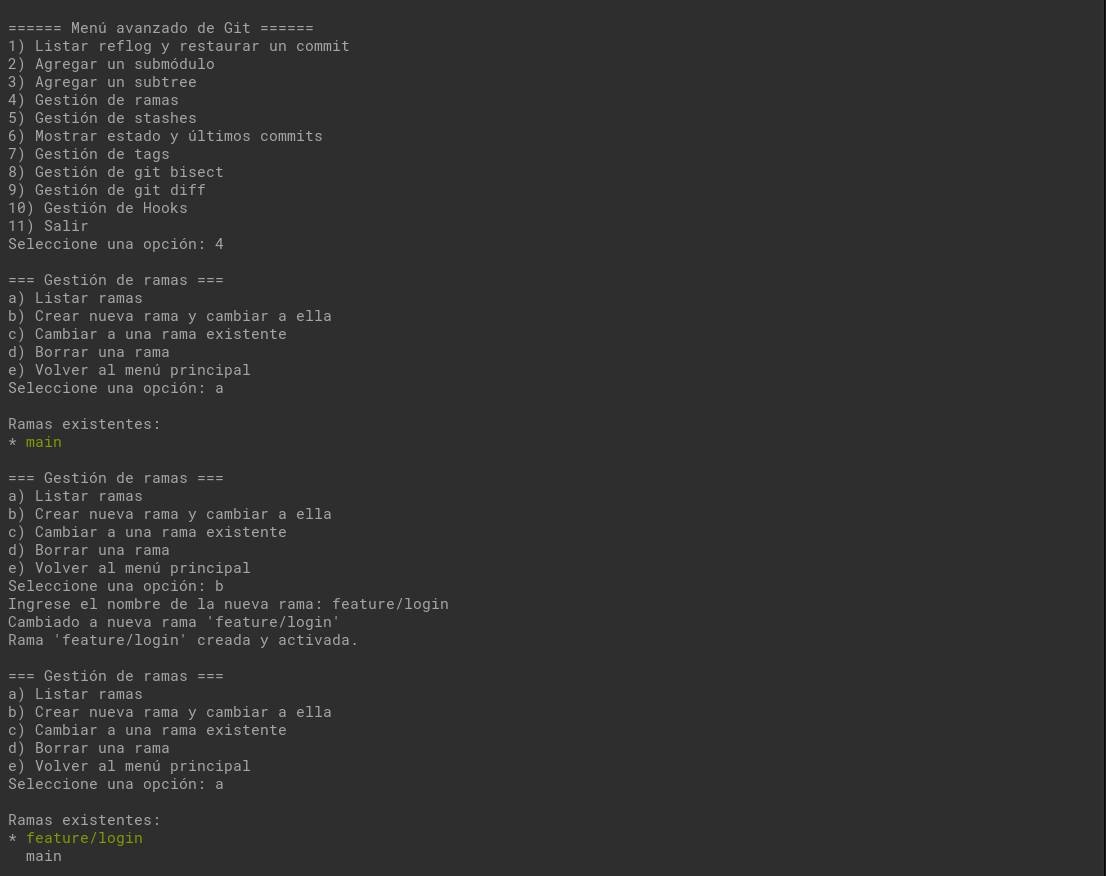 ====== Menú avanzado de Git ======
1) Listar reflog y restaurar un commit
2) Agregar un submódulo
3) Agregar un subtree
4) Gestión de ramas
5) Gestión de stashes
6) Mostrar estado y últimos commits
7) Gestión de tags
8) Gestión de git bisect
9) Gestión de git diff
10) Gestión de Hooks
11) Salir
Seleccione una opción: 4

=== Gestión de ramas ===
a) Listar ramas
b) Crear nueva rama y cambiar a ella
c) Cambiar a una rama existente
d) Borrar una rama
e) Volver al menú principal
Seleccione una opción: a

Ramas existentes:
* main

=== Gestión de ramas ===
a) Listar ramas
b) Crear nueva rama y cambiar a ella
c) Cambiar a una rama existente
d) Borrar una rama
e) Volver al menú principal
Seleccione una opción: b
Ingrese el nombre de la nueva rama: feature/login
Cambiado a nueva rama 'feature/login'
Rama 'feature/login' creada y activada.

=== Gestión de ramas ===
a) Listar ramas
b) Crear nueva rama y cambiar a ella
c) Cambiar a una rama existente
d) Borrar una rama
e) Volver al menú principal
Seleccione una opción: a

Ramas existentes:
* feature/login
  main